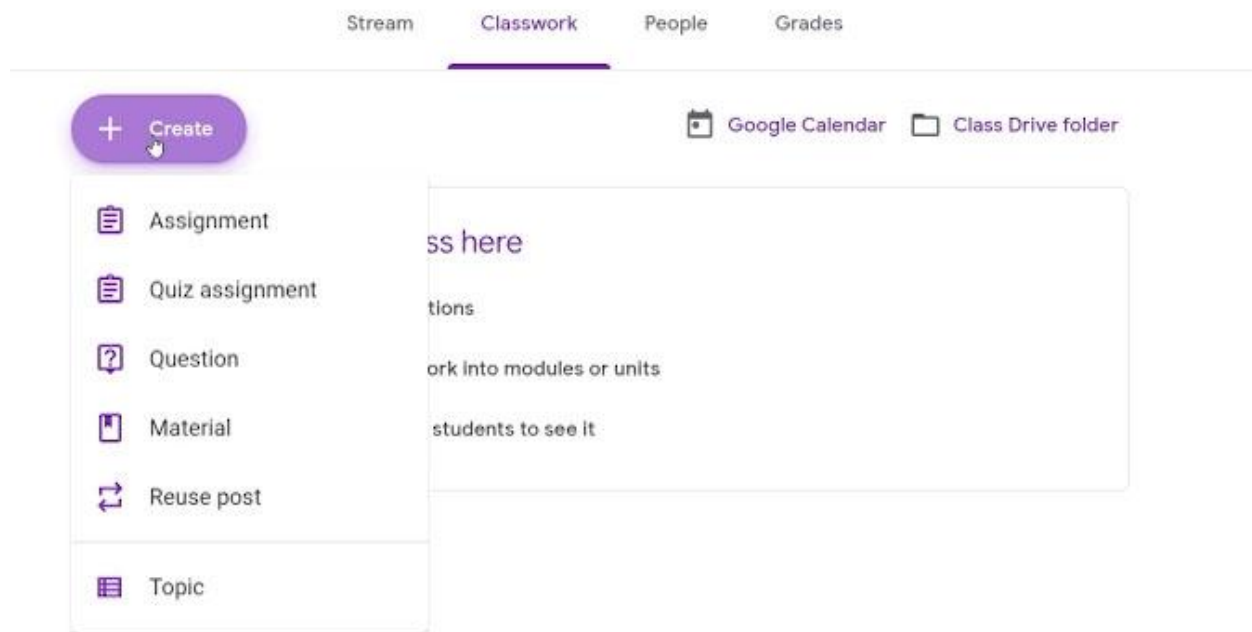 Stream Classwork People Grades
Create
Google Calendar Class Drive folder
Assignment
ss here
Quiz assignment
tions
Question
ork into modules or units
Material
students to see it
Reuse post
Topic